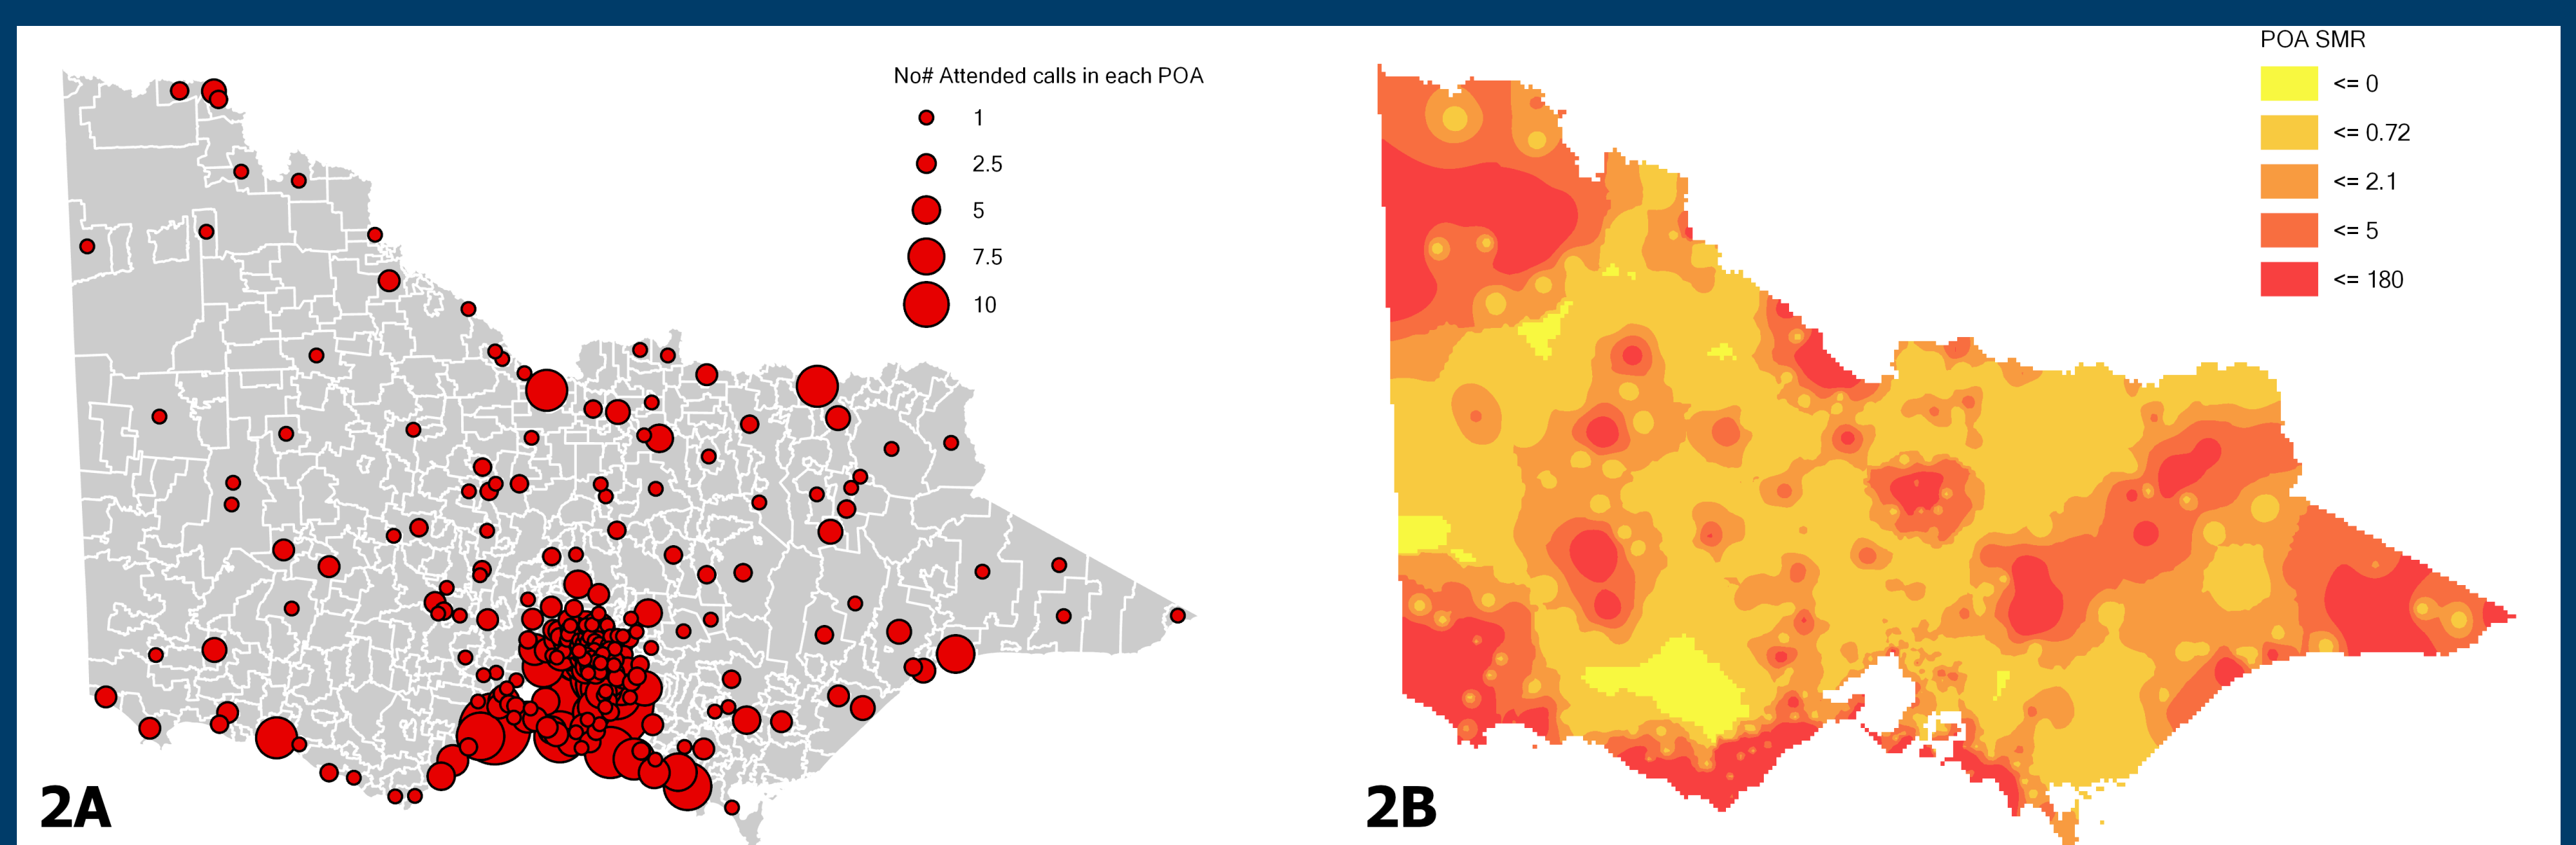 No# Attended calls in each POA
1
2.5
5
7.5
10
2A
POA SMR
<= 0
<= 0.72
<= 2.1
<= 5
<= 180
2B